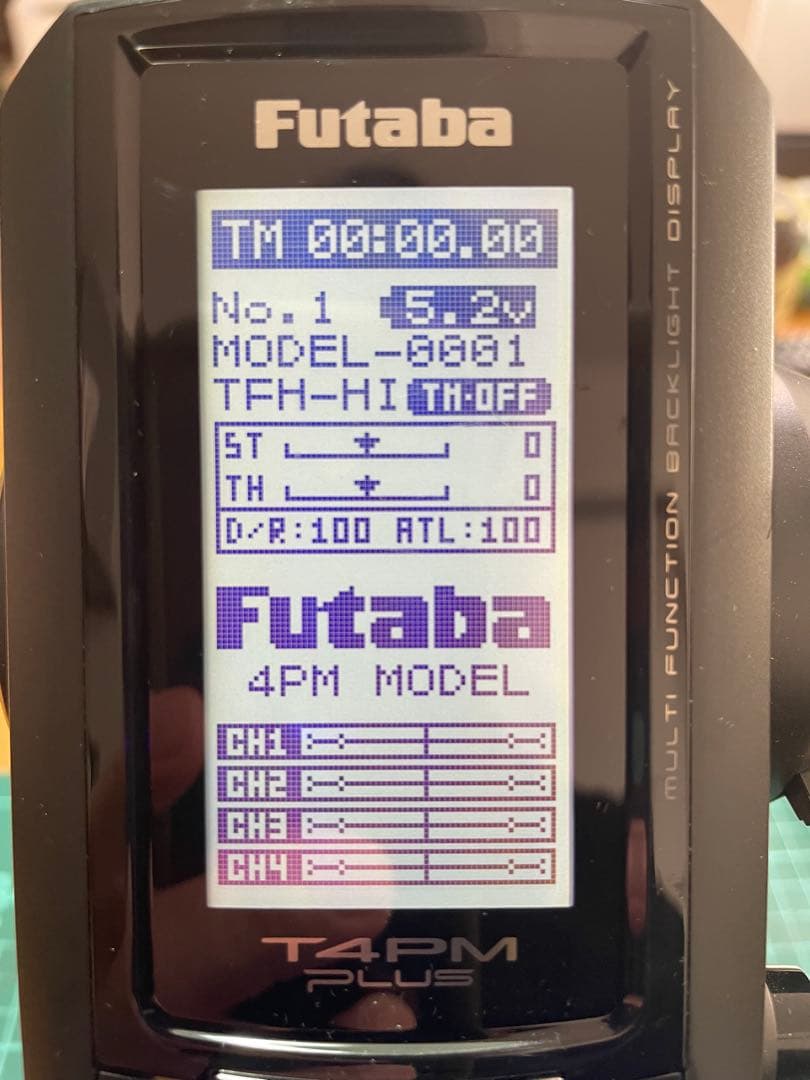 Futaba
TM 00:00.00
No.1 5.2v
MODEL-0001
TFH-HI TH-OFF
ST 0
TH 0
D/R:100 ATL:100
Futaba
4PM MODEL
CH1
CH2
CH3
CH4
T4PM
PLUS
MULTI FUNCTION BACKLIGHT DISPLAY